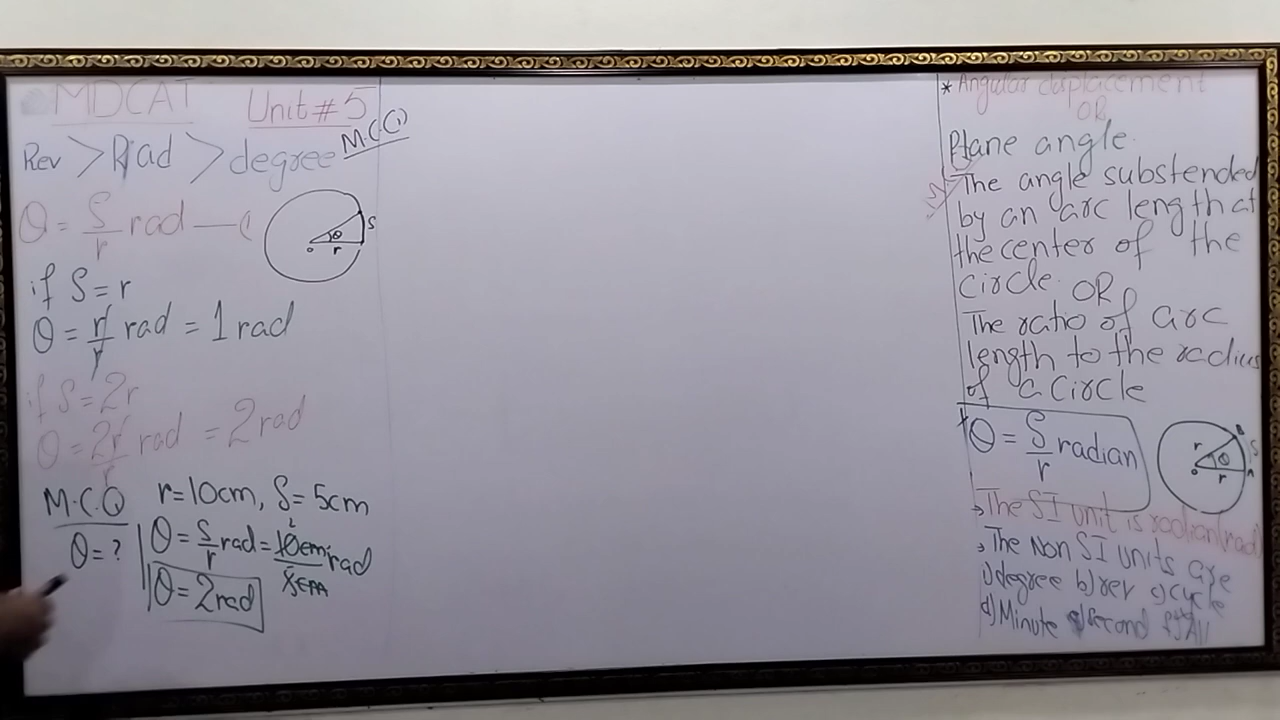 MDCAT Unit # 5
Rev > Rad > degree M.C.Q
θ = S/r rad — (
θ S
o r
if S = r
θ = r/r rad = 1 rad
if S = 2r
θ = 2r/r rad = 2 rad
M.C.Q r = 10cm, S = 5cm
θ = ? θ = S/r rad = 10cm/5cm rad
2
θ = 2 rad
* Angular displacement
OR
Plane angle.
The angle substended
by an arc length at
the center of the
circle. OR
The ratio of arc
length to the radius
of a circle
θ = S/r radian
r θ S B
o r A
→ The SI unit is radian(rad)
→ The Non SI units are
degree b) rev c) cycle
d) Minute e) Second f) All